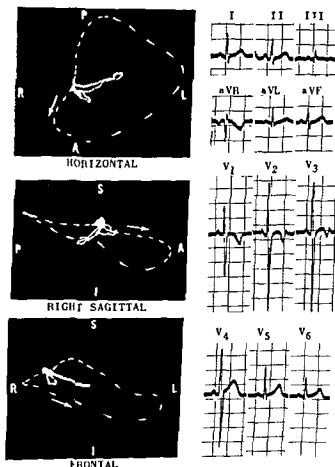 P
R
L
A
HORIZONTAL
S
P
A
I
RIGHT SAGITTAL
S
R
L
I
FRONTAL
I II III
aVR aVL aVF
V1 V2 V3
V4 V5 V6